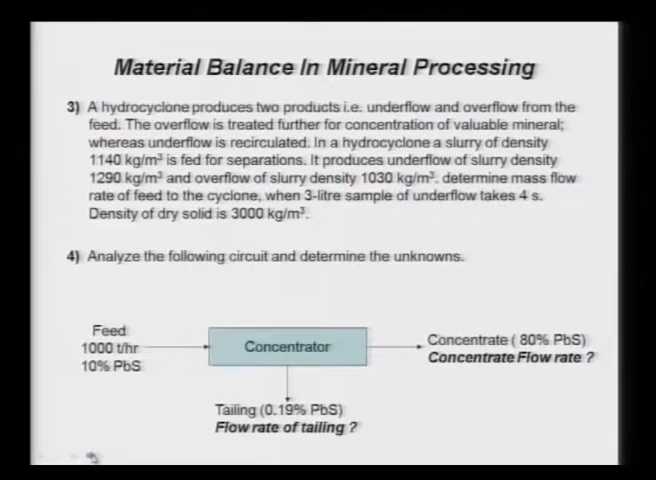 Material Balance In Mineral Processing
3) A hydrocyclone produces two products i.e. underflow and overflow from the
feed. The overflow is treated further for concentration of valuable mineral;
whereas underflow is recirculated. In a hydrocyclone a slurry of density
1140 kg/m³ is fed for separations. It produces underflow of slurry density
1290 kg/m³ and overflow of slurry density 1030 kg/m³. determine mass flow
rate of feed to the cyclone, when 3-litre sample of underflow takes 4 s.
Density of dry solid is 3000 kg/m³.
4) Analyze the following circuit and determine the unknowns.
Feed
1000 t/hr
10% PbS
Concentrator
Concentrate ( 80% PbS)
Concentrate Flow rate ?
Tailing (0.19% PbS)
Flow rate of tailing ?